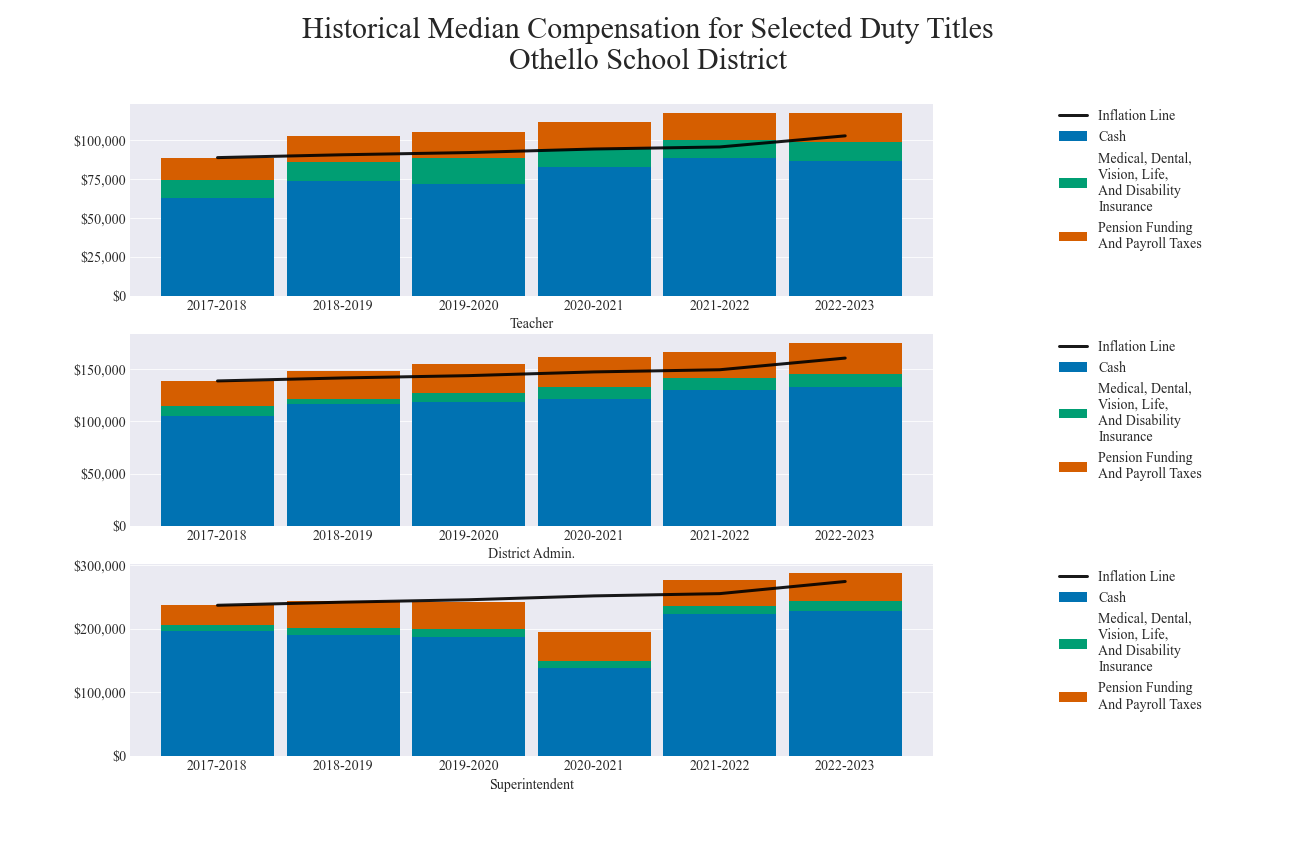 Historical Median Compensation for Selected Duty Titles
Othello School District
$100,000
$75,000
$50,000
$25,000
$0
2017-2018 2018-2019 2019-2020 2020-2021 2021-2022 2022-2023
Teacher
Inflation Line
Cash
Medical, Dental,
Vision, Life,
And Disability
Insurance
Pension Funding
And Payroll Taxes
$150,000
$100,000
$50,000
$0
2017-2018 2018-2019 2019-2020 2020-2021 2021-2022 2022-2023
District Admin.
Inflation Line
Cash
Medical, Dental,
Vision, Life,
And Disability
Insurance
Pension Funding
And Payroll Taxes
$300,000
$200,000
$100,000
$0
2017-2018 2018-2019 2019-2020 2020-2021 2021-2022 2022-2023
Superintendent
Inflation Line
Cash
Medical, Dental,
Vision, Life,
And Disability
Insurance
Pension Funding
And Payroll Taxes